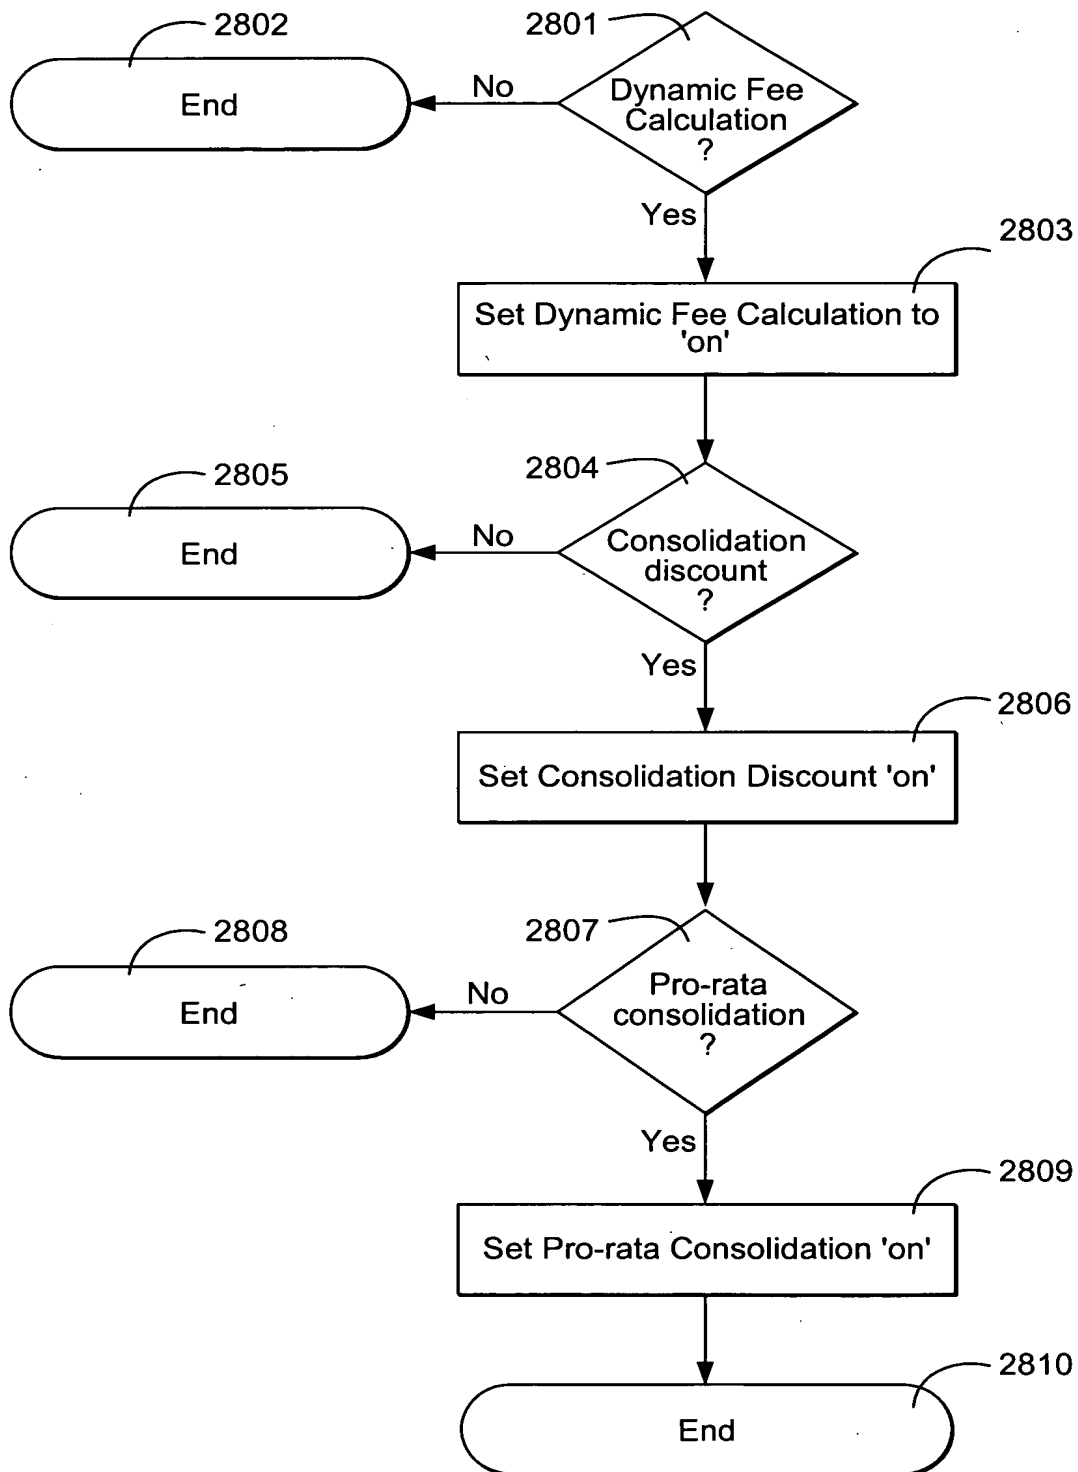 2802
2801
End
No
Dynamic Fee
Calculation
?
Yes
2803
Set Dynamic Fee Calculation to
'on'
2805
2804
End
No
Consolidation
discount
?
Yes
2806
Set Consolidation Discount 'on'
2808
2807
End
No
Pro-rata
consolidation
?
Yes
2809
Set Pro-rata Consolidation 'on'
2810
End